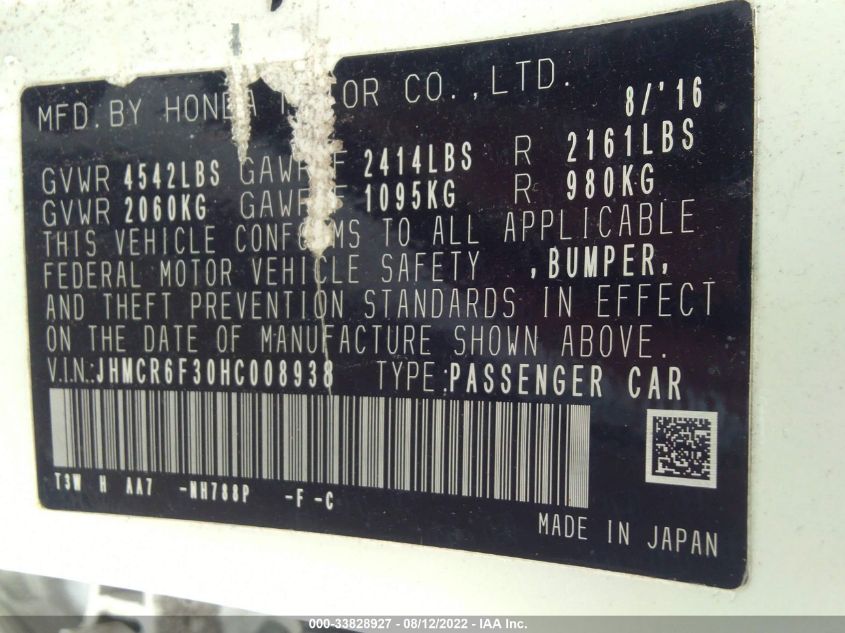 MFD. BY HONDA MOTOR CO., LTD. 8/'16
GVWR 4542LBS GAWR F 2414LBS R 2161LBS
GVWR 2060KG GAWR F 1095KG R 980KG
THIS VEHICLE CONFORMS TO ALL APPLICABLE
FEDERAL MOTOR VEHICLE SAFETY ,BUMPER,
AND THEFT PREVENTION STANDARDS IN EFFECT
ON THE DATE OF MANUFACTURE SHOWN ABOVE.
V.I.N.:JHMCR6F30HC008938 TYPE:PASSENGER CAR
T3W H AA7 -NH788P -F -C
MADE IN JAPAN
000-33828927 - 08/12/2022 - IAA Inc.